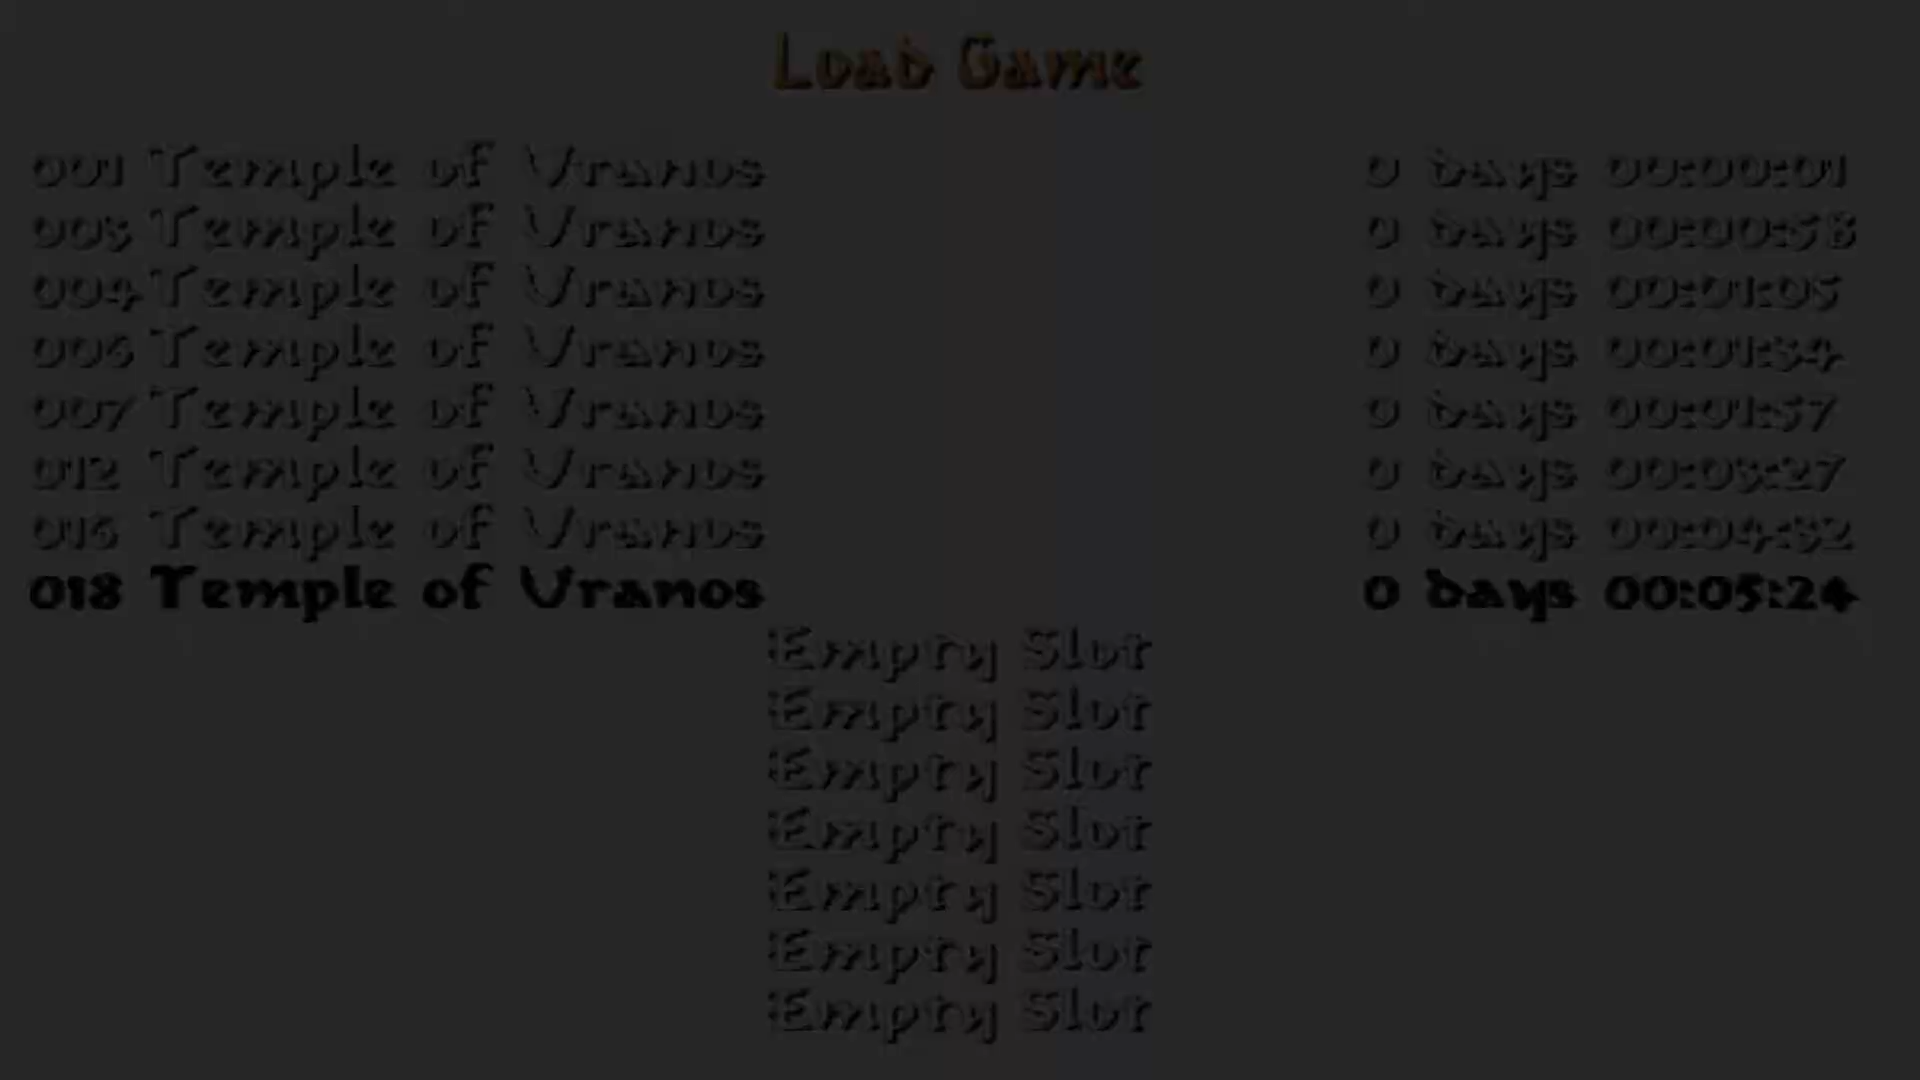 Load Game
001 Temple of Vranos 0 days 00:00:01
003 Temple of Vranos 0 days 00:00:58
004 Temple of Vranos 0 days 00:01:05
006 Temple of Vranos 0 days 00:01:34
007 Temple of Vranos 0 days 00:01:57
012 Temple of Vranos 0 days 00:03:27
016 Temple of Vranos 0 days 00:04:32
018 Temple of Vranos 0 days 00:05:24
Empty Slot
Empty Slot
Empty Slot
Empty Slot
Empty Slot
Empty Slot
Empty Slot